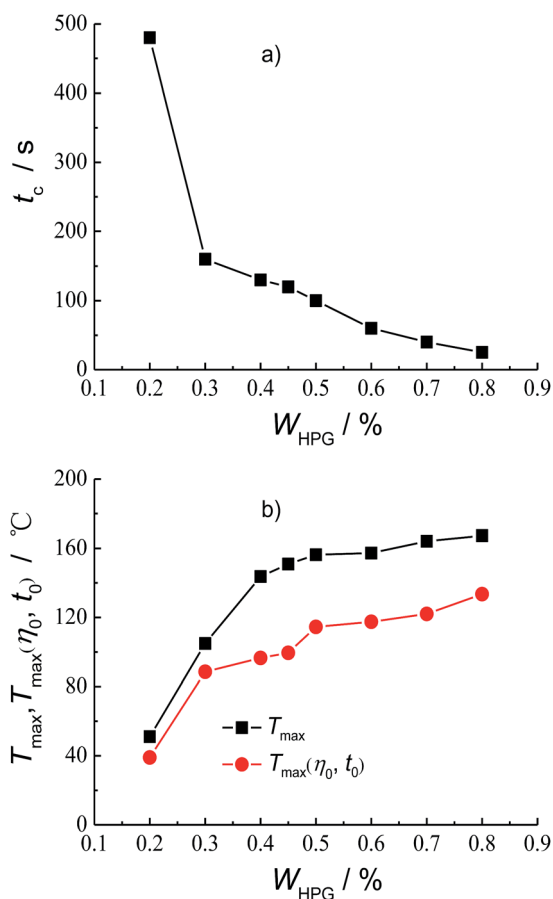 500
400
300
200
100
0
t_c / s
a)
0.1 0.2 0.3 0.4 0.5 0.6 0.7 0.8 0.9
W_HPG / %
200
160
120
80
40
0
T_max, T_max(η_0, t_0) / ℃
b)
T_max
T_max(η_0, t_0)
0.1 0.2 0.3 0.4 0.5 0.6 0.7 0.8 0.9
W_HPG / %